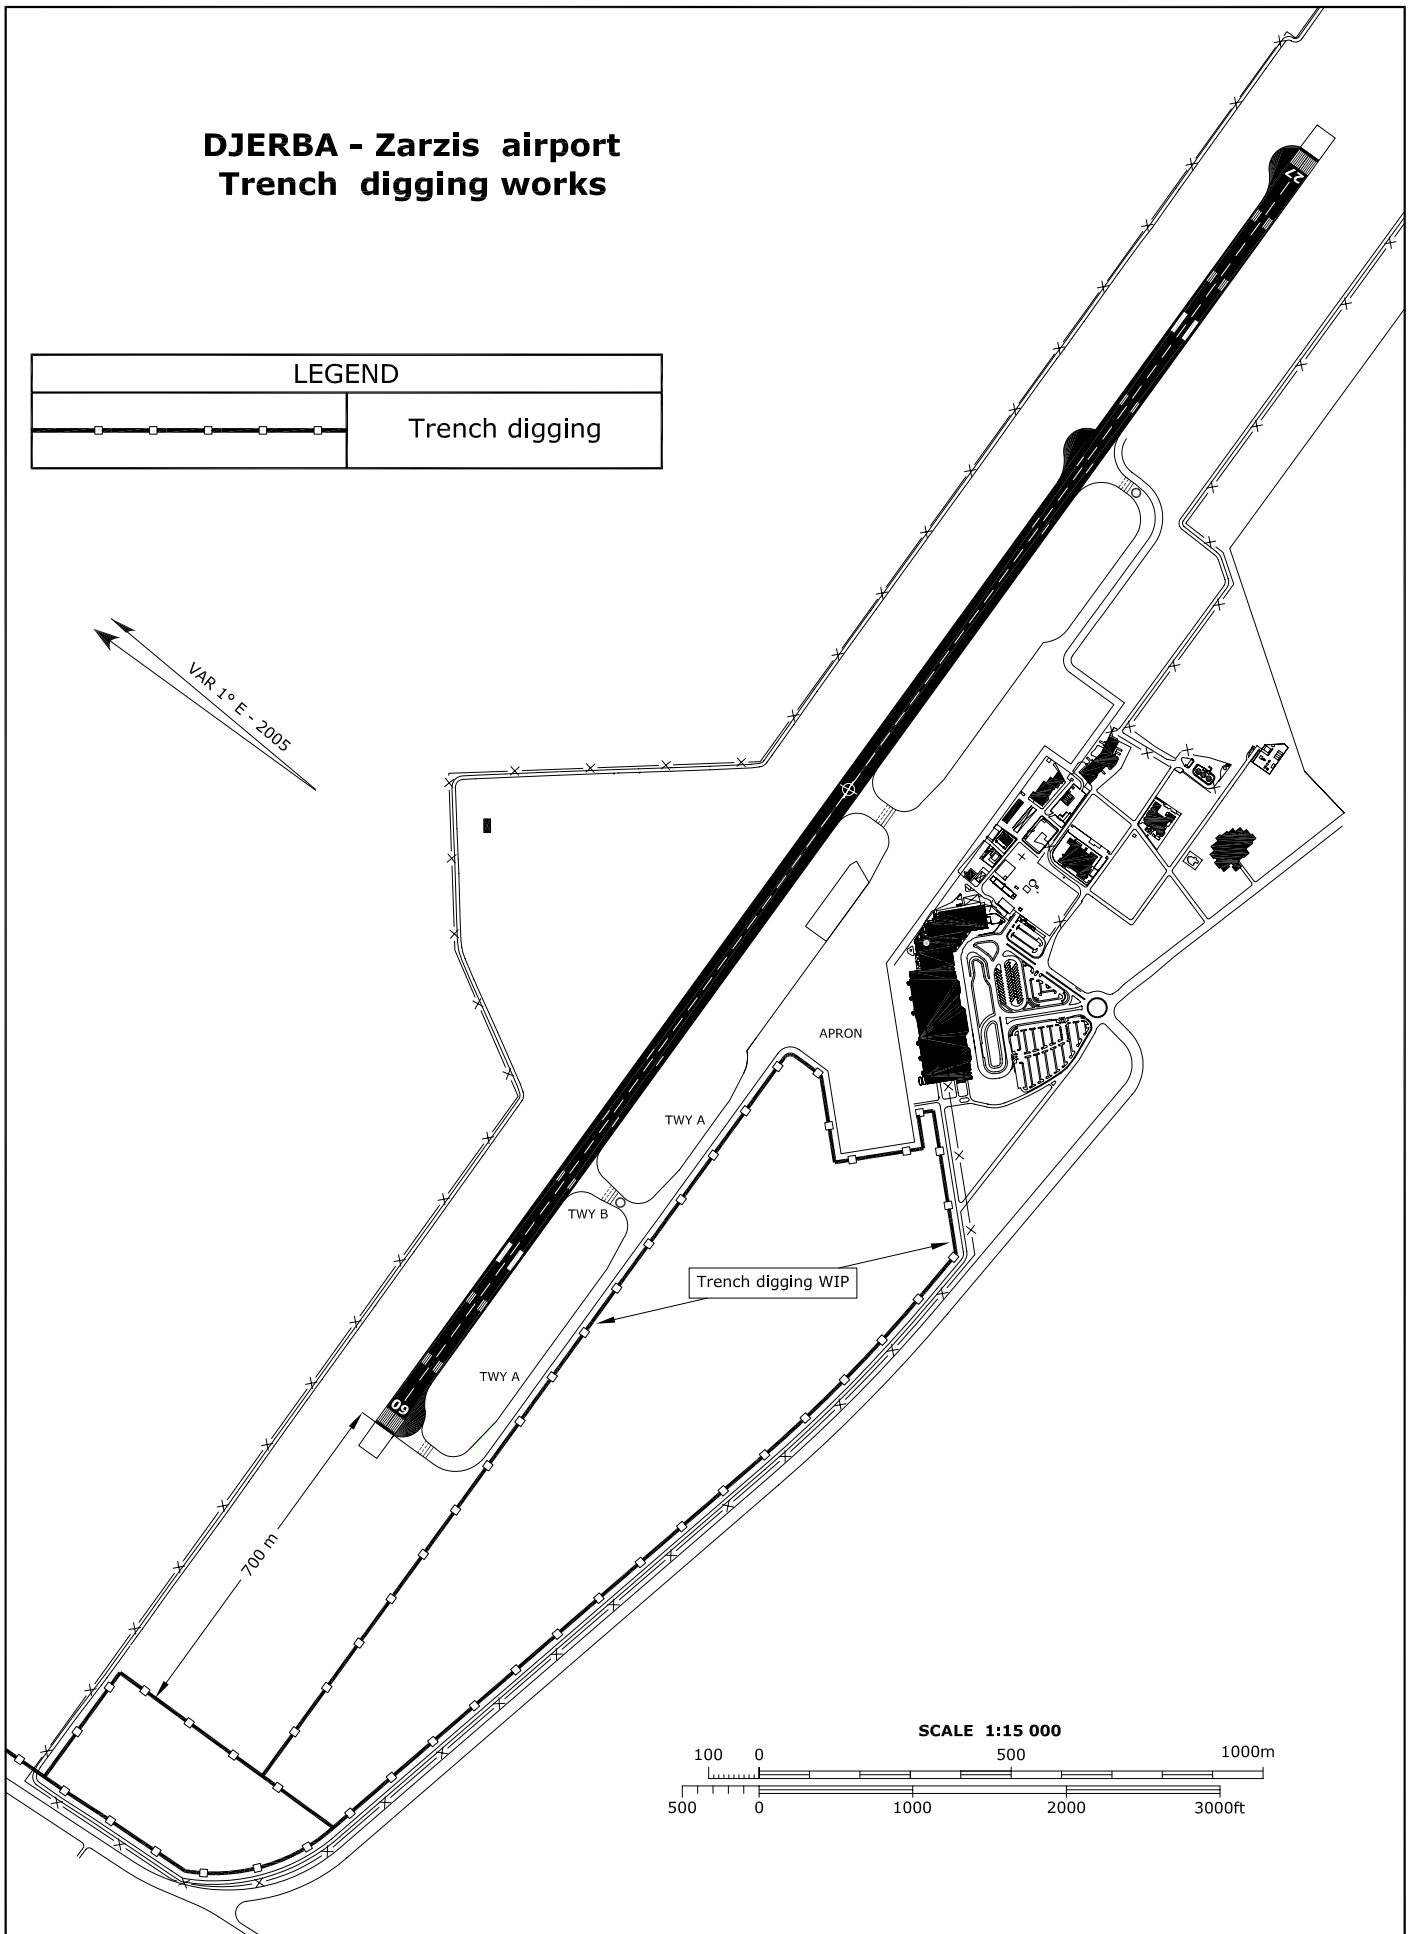 DJERBA - Zarzis airport
Trench digging works
27
LEGEND
Trench digging
VAR 1° E - 2005
APRON
TWY A
TWY B
Trench digging WIP
TWY A
09
700 m
SCALE 1:15 000
100 0 500 1000m
500 0 1000 2000 3000ft